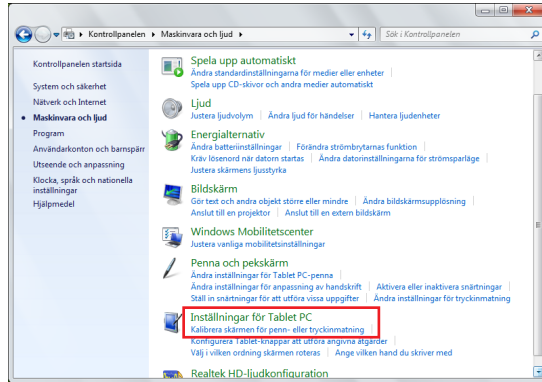 Kontrollpanelen ▸ Maskinvara och ljud ▸
Sök i Kontrollpanelen
Kontrollpanelen startsida
System och säkerhet
Nätverk och Internet
Maskinvara och ljud
Program
Användarkonton och barnspärr
Utseende och anpassning
Klocka, språk och nationella
inställningar
Hjälpmedel
Spela upp automatiskt
Ändra standardinställningarna för medier eller enheter
Spela upp CD-skivor och andra medier automatiskt
Ljud
Justera ljudvolym | Ändra ljud för händelser | Hantera ljudenheter
Energialternativ
Ändra batteriinställningar | Förändra strömbrytarnas funktion
Kräv lösenord när datorn startas | Ändra datorinställningarna för strömsparläge
Justera skärmens ljusstyrka
Bildskärm
Gör text och andra objekt större eller mindre | Ändra bildskärmsupplösning
Anslut till en projektor | Anslut till en extern bildskärm
Windows Mobilitetscenter
Justera vanliga mobilitetsinställningar
Penna och pekskärm
Ändra inställningar för Tablet PC-penna
Ändra inställningar för anpassning av handskrift | Aktivera eller inaktivera snärtningar
Ställ in snärtningar för att utföra vissa uppgifter | Ändra inställningar för tryckinmatning
Inställningar för Tablet PC
Kalibrera skärmen för penn- eller tryckinmatning
Konfigurera Tablet-knappar att utföra angivna åtgärder
Välj i vilken ordning skärmen roteras | Ange vilken hand du skriver med
Realtek HD-ljudkonfiguration